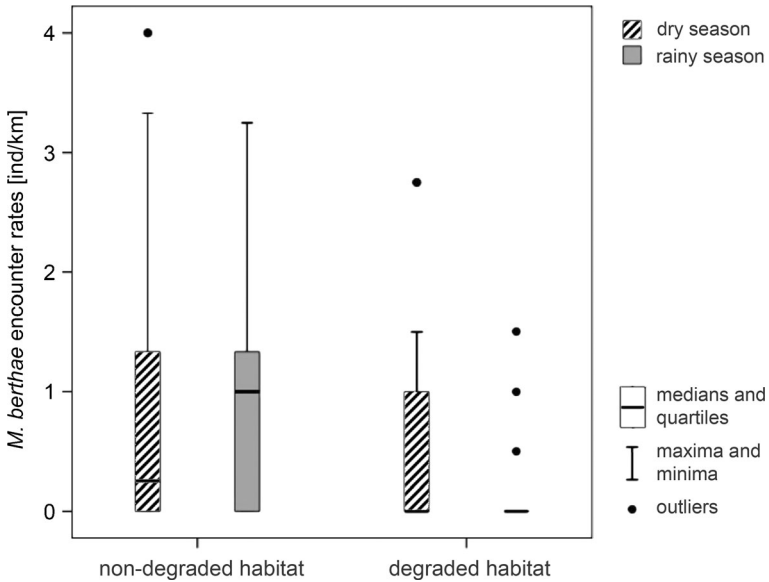 M. berthae encounter rates [ind/km]
4
3
2
1
0
non-degraded habitat
degraded habitat
dry season
rainy season
medians and
quartiles
maxima and
minima
outliers